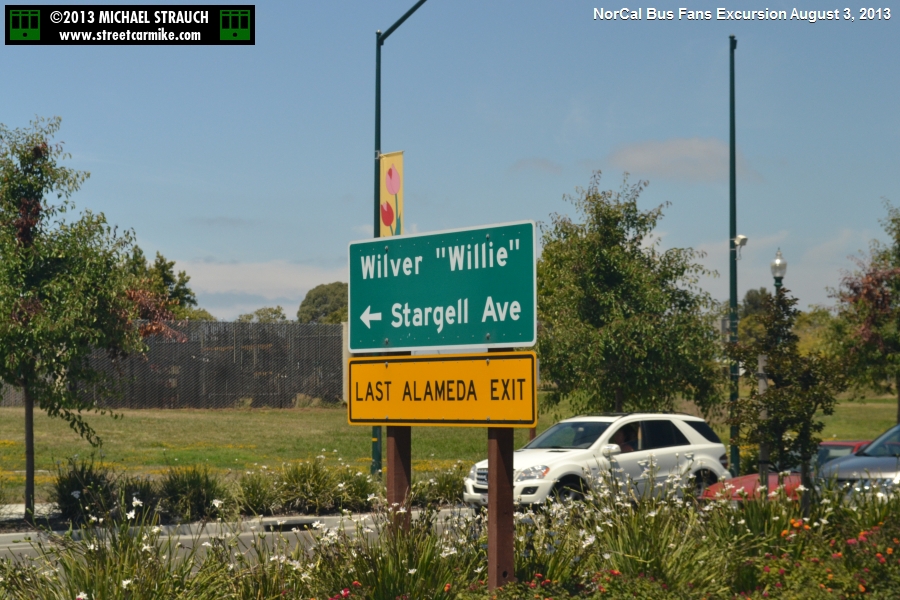 ©2013 MICHAEL STRAUCH
www.streetcarmike.com
NorCal Bus Fans Excursion August 3, 2013
Wilver "Willie"
← Stargell Ave
LAST ALAMEDA EXIT